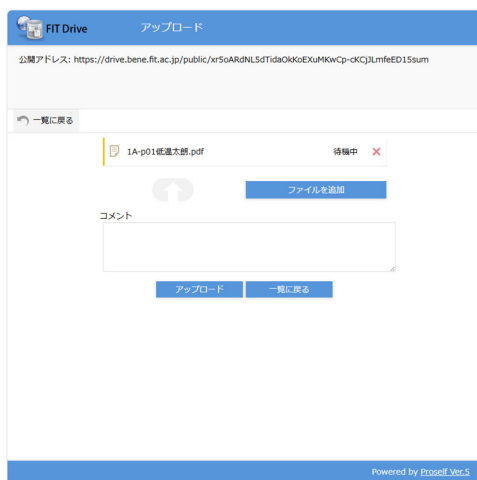 FIT Drive アップロード
公開アドレス: https://drive.bene.fit.ac.jp/public/xr5oARdNL5dTidaOkKoEXuMKwCp-cKCjJLmfeED15sum
一覧に戻る
1A-p01低温太朗.pdf 待機中
ファイルを追加
コメント
アップロード 一覧に戻る
Powered by Proself Ver.5